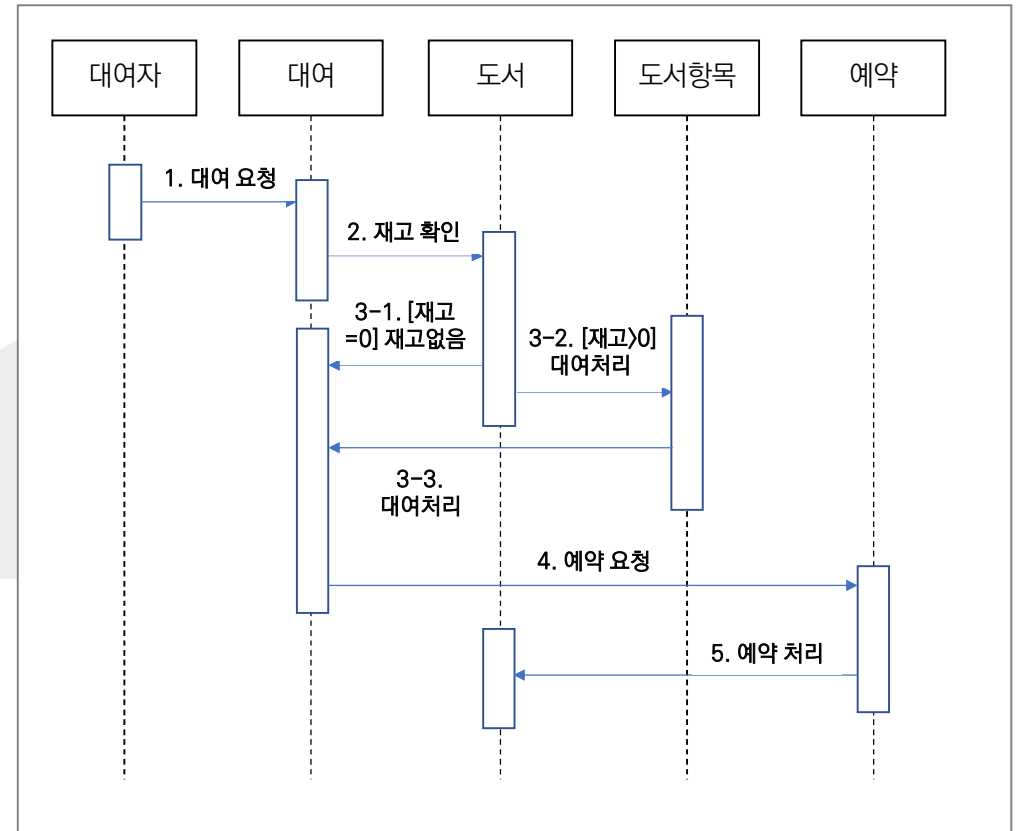 대여자
대여
도서
도서항목
예약
1. 대여 요청
2. 재고 확인
3-1. [재고
=0] 재고없음
3-2. [재고>0]
대여처리
3-3.
대여처리
4. 예약 요청
5. 예약 처리